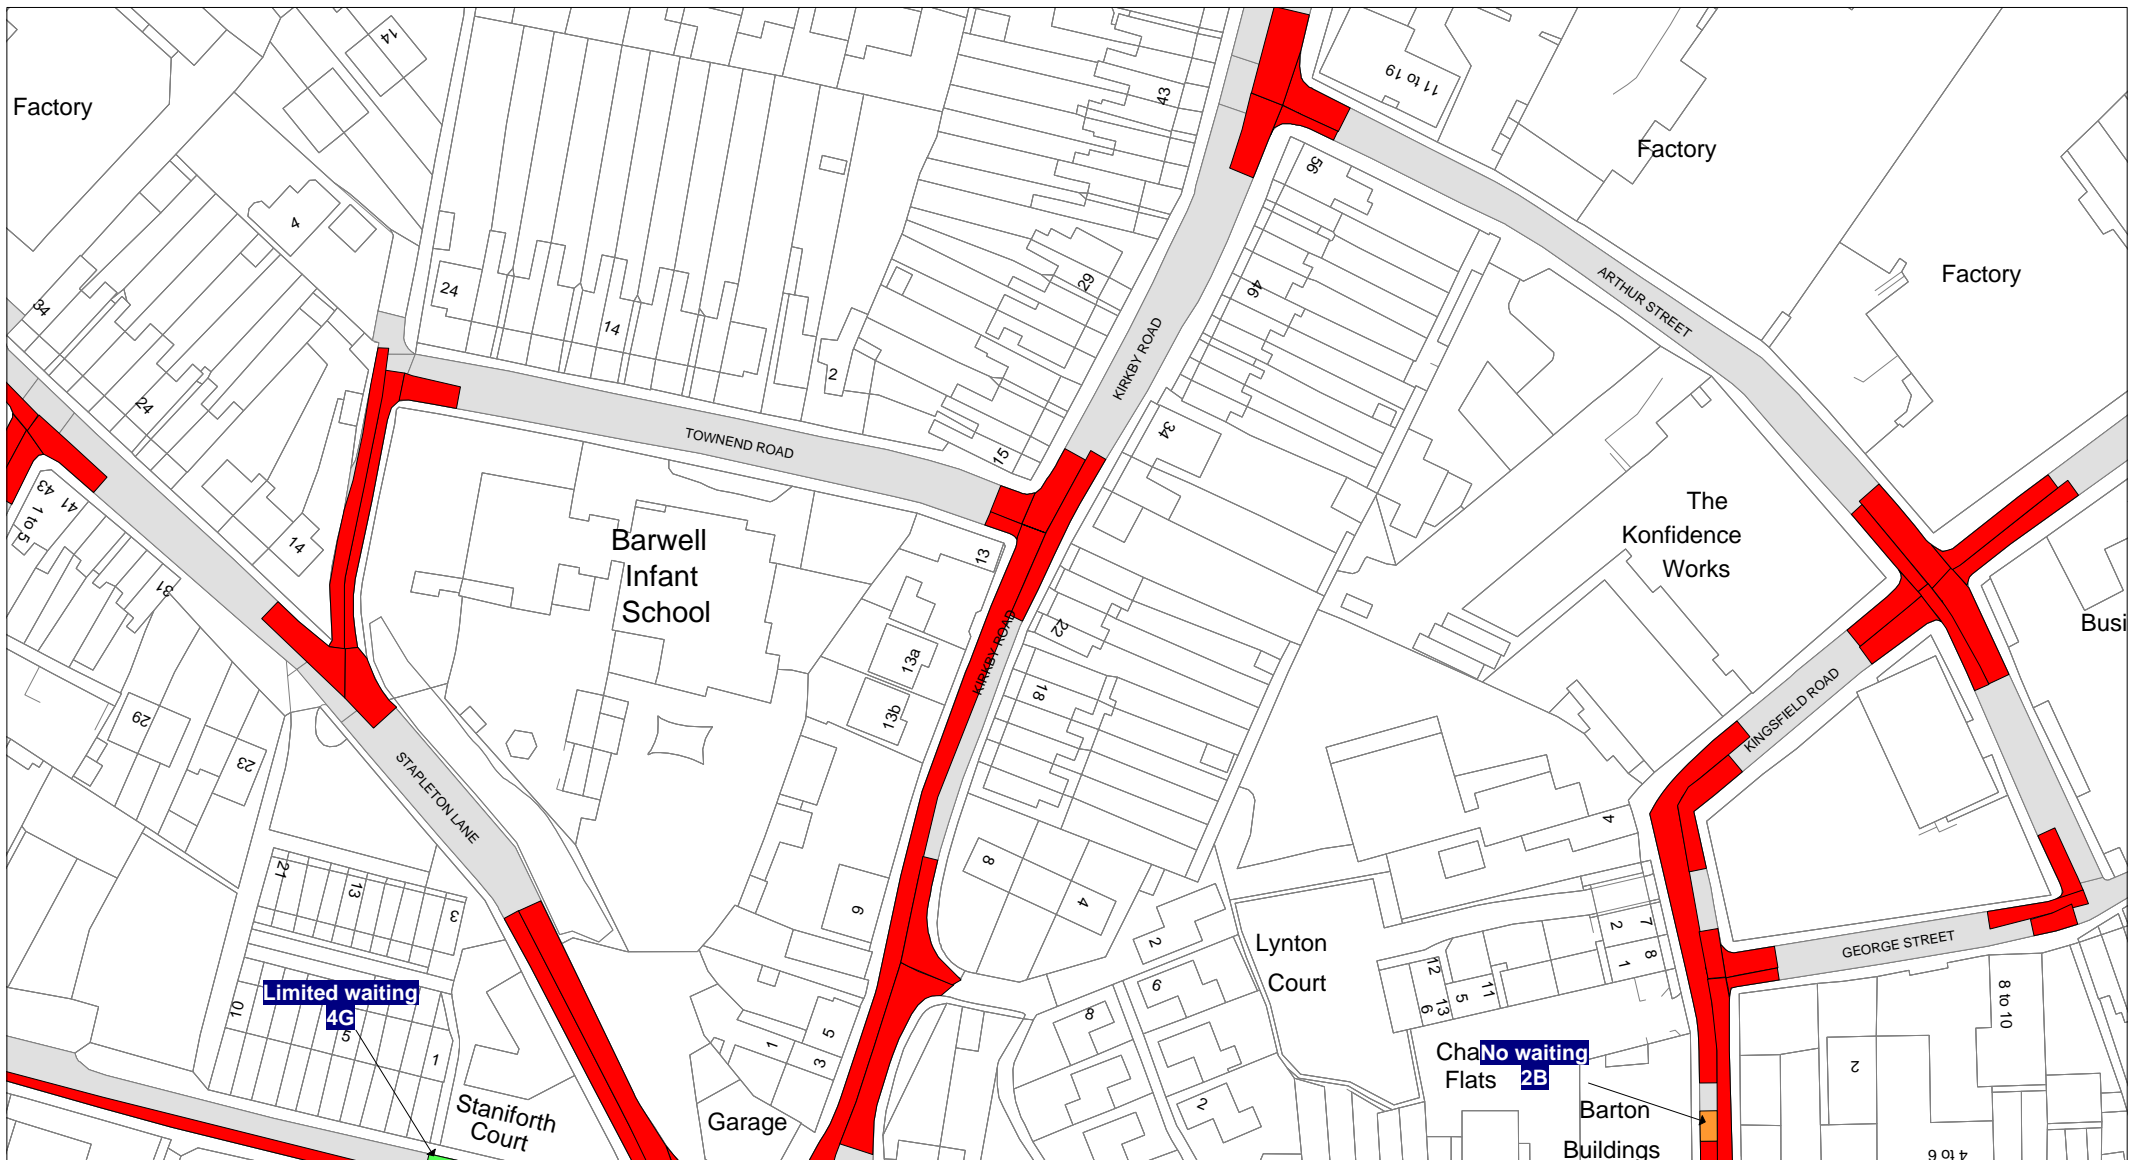 14
Factory
43
11 to 19
Factory
56
4
Factory
24
29
46
34
14
ARTHUR STREET
KIRKBY ROAD
2
24
34
TOWNEND ROAD
15
43
41
1 to 5
The
Konfidence
Works
14
Barwell
Infant
School
13
31
22
KIRKBY ROAD
Busi
13a
18
29
13b
KINGSFIELD ROAD
23
STAPLETON LANE
4
21
13
3
8
4
9
2
7
2
8
1
GEORGE STREET
Lynton
Court
12
11
5
13
6
6
8
8 to 10
Limited waiting
4G
10
5
1
5
1
3
Cha
Flats
No waiting
2B
2
2
Staniforth
Court
Garage
Barton
Buildings
4 to 6